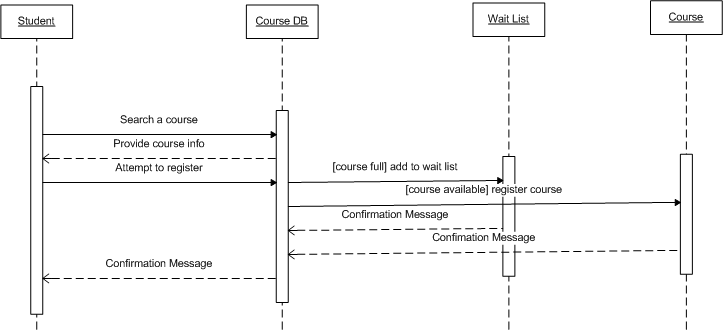 Student
Course DB
Wait List
Course
Search a course
Provide course info
Attempt to register
[course full] add to wait list
[course available] register course
Confirmation Message
Confimation Message
Confirmation Message